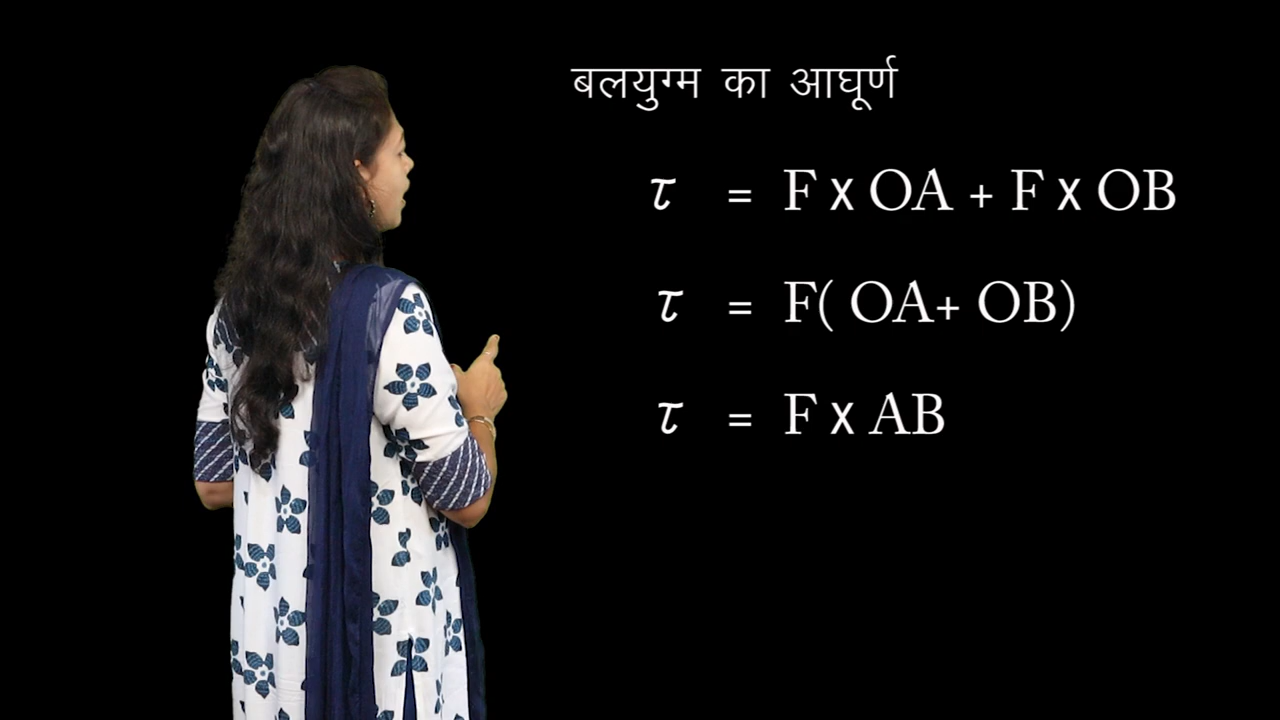 बलयुग्म का आघूर्ण
τ = F x OA + F x OB
τ = F( OA+ OB)
τ = F x AB